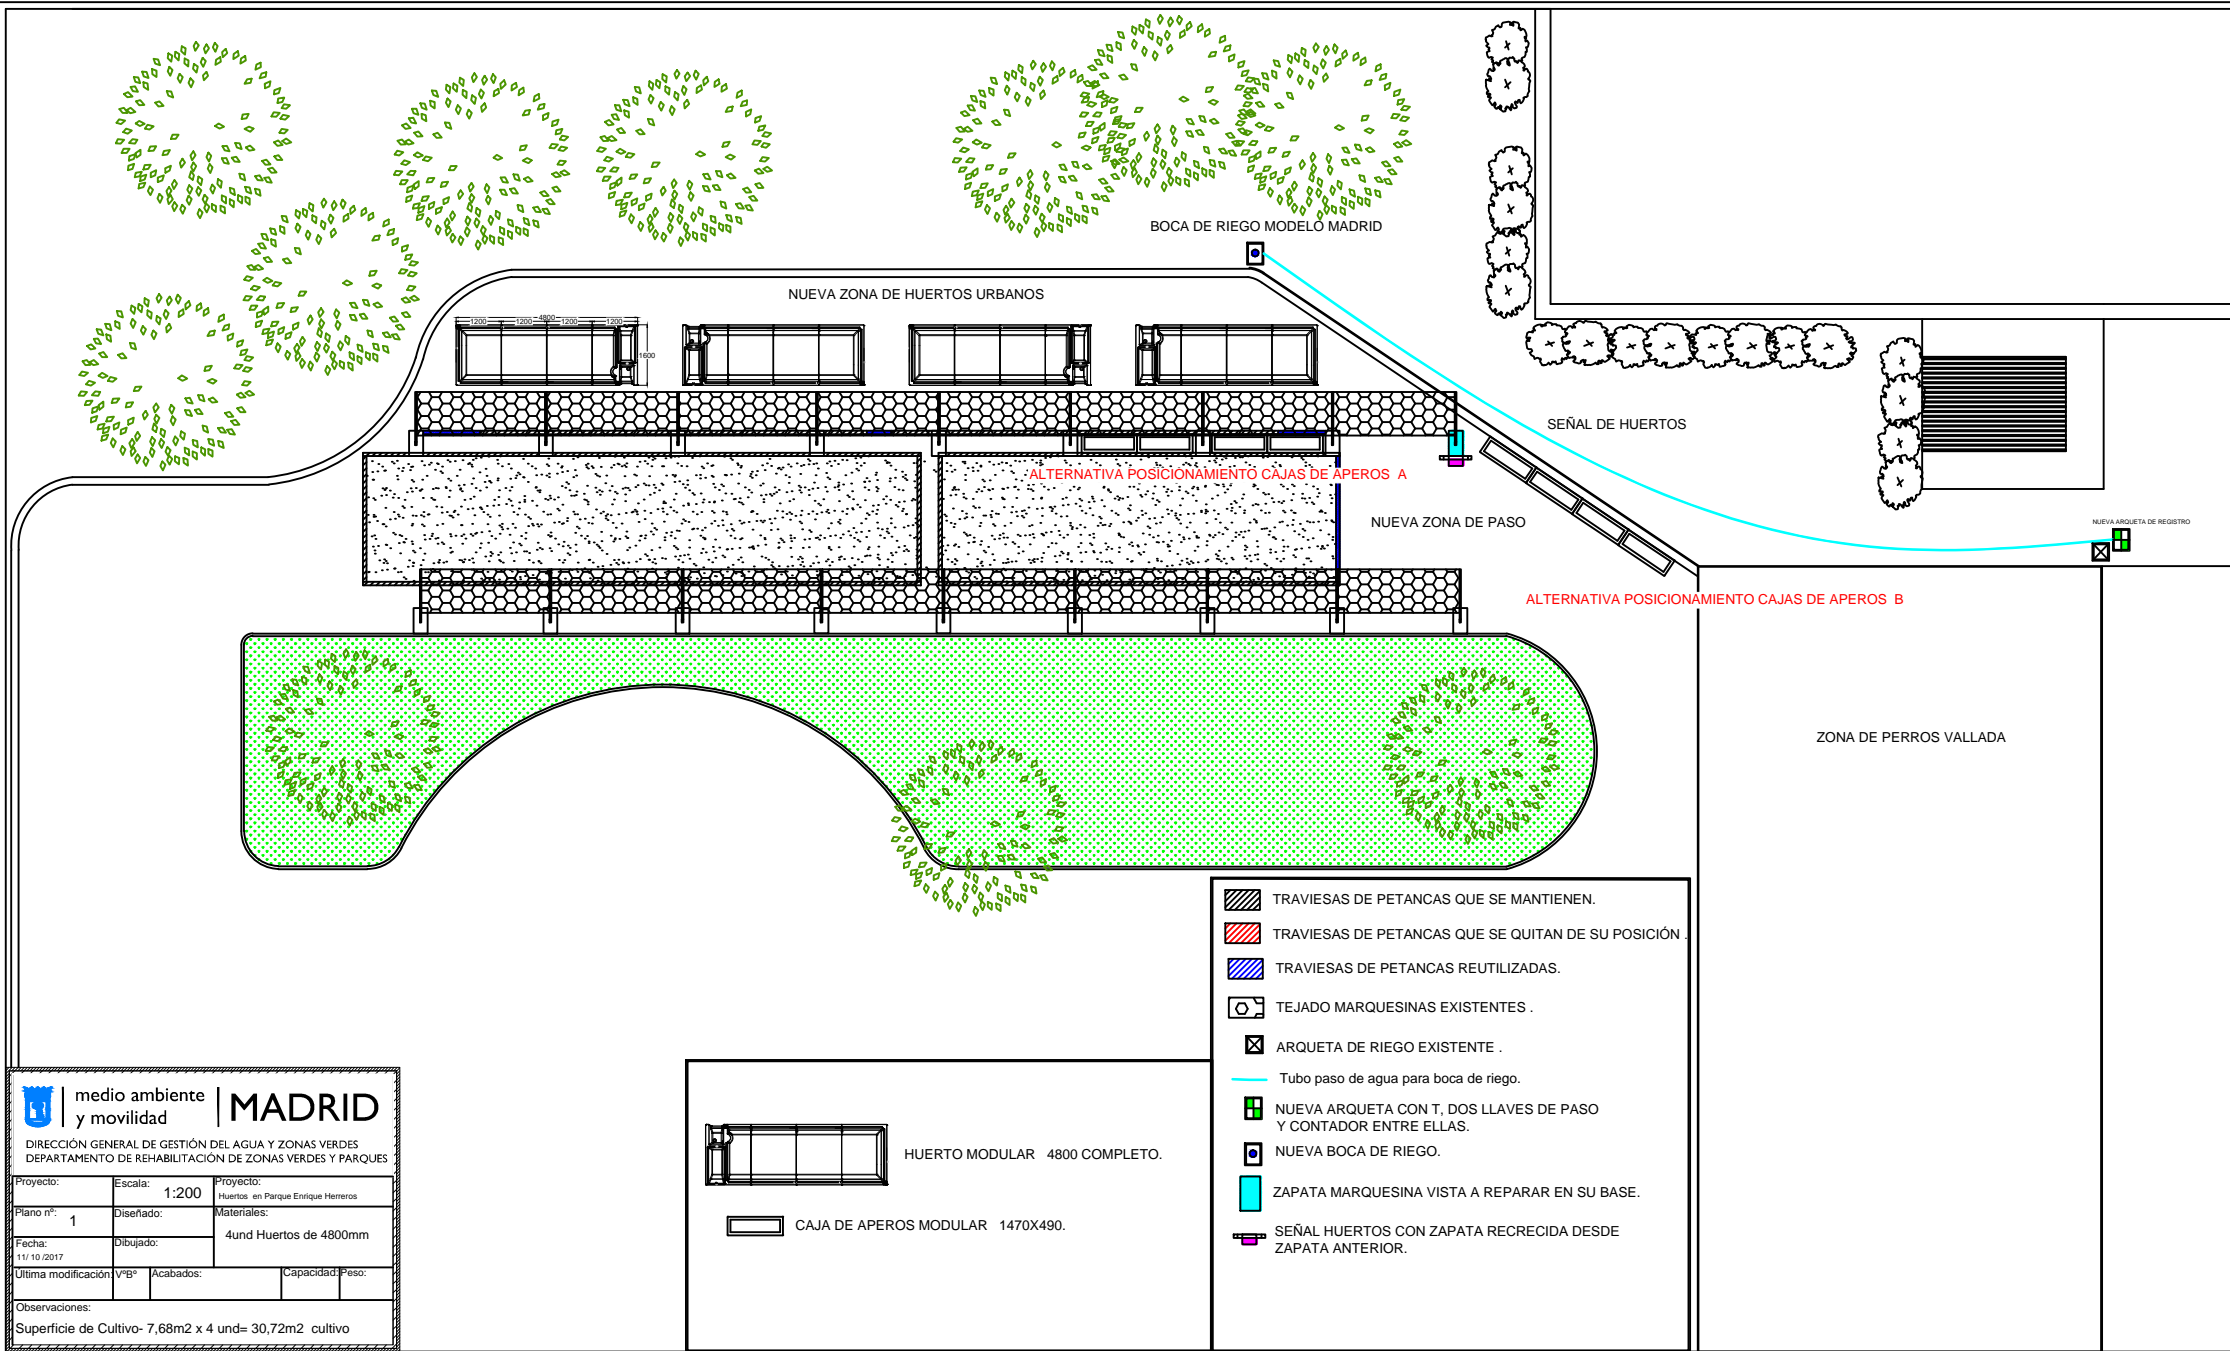 BOCA DE RIEGO MODELO MADRID
NUEVA ZONA DE HUERTOS URBANOS
4800
1200 1200 1200 1200
1600
SEÑAL DE HUERTOS
ALTERNATIVA POSICIONAMIENTO CAJAS DE APEROS A
NUEVA ZONA DE PASO
NUEVA ARQUETA DE REGISTRO
ALTERNATIVA POSICIONAMIENTO CAJAS DE APEROS B
ZONA DE PERROS VALLADA
TRAVIESAS DE PETANCAS QUE SE MANTIENEN.
TRAVIESAS DE PETANCAS QUE SE QUITAN DE SU POSICIÓN .
TRAVIESAS DE PETANCAS REUTILIZADAS.
TEJADO MARQUESINAS EXISTENTES .
ARQUETA DE RIEGO EXISTENTE .
Tubo paso de agua para boca de riego.
NUEVA ARQUETA CON T, DOS LLAVES DE PASO
Y CONTADOR ENTRE ELLAS.
NUEVA BOCA DE RIEGO.
ZAPATA MARQUESINA VISTA A REPARAR EN SU BASE.
SEÑAL HUERTOS CON ZAPATA RECRECIDA DESDE
ZAPATA ANTERIOR.
HUERTO MODULAR 4800 COMPLETO.
CAJA DE APEROS MODULAR 1470X490.
medio ambiente
y movilidad
MADRID
DIRECCIÓN GENERAL DE GESTIÓN DEL AGUA Y ZONAS VERDES
DEPARTAMENTO DE REHABILITACIÓN DE ZONAS VERDES Y PARQUES
Proyecto:
Escala: 1:200
Proyecto:
Huertos en Parque Enrique Herreros
Plano nº: 1
Diseñado:
Materiales:
4und Huertos de 4800mm
Fecha:
11/ 10 /2017
Dibujado:
Última modificación:
VºBº
Acabados:
Capacidad:
Peso:
Observaciones:
Superficie de Cultivo- 7,68m2 x 4 und= 30,72m2 cultivo